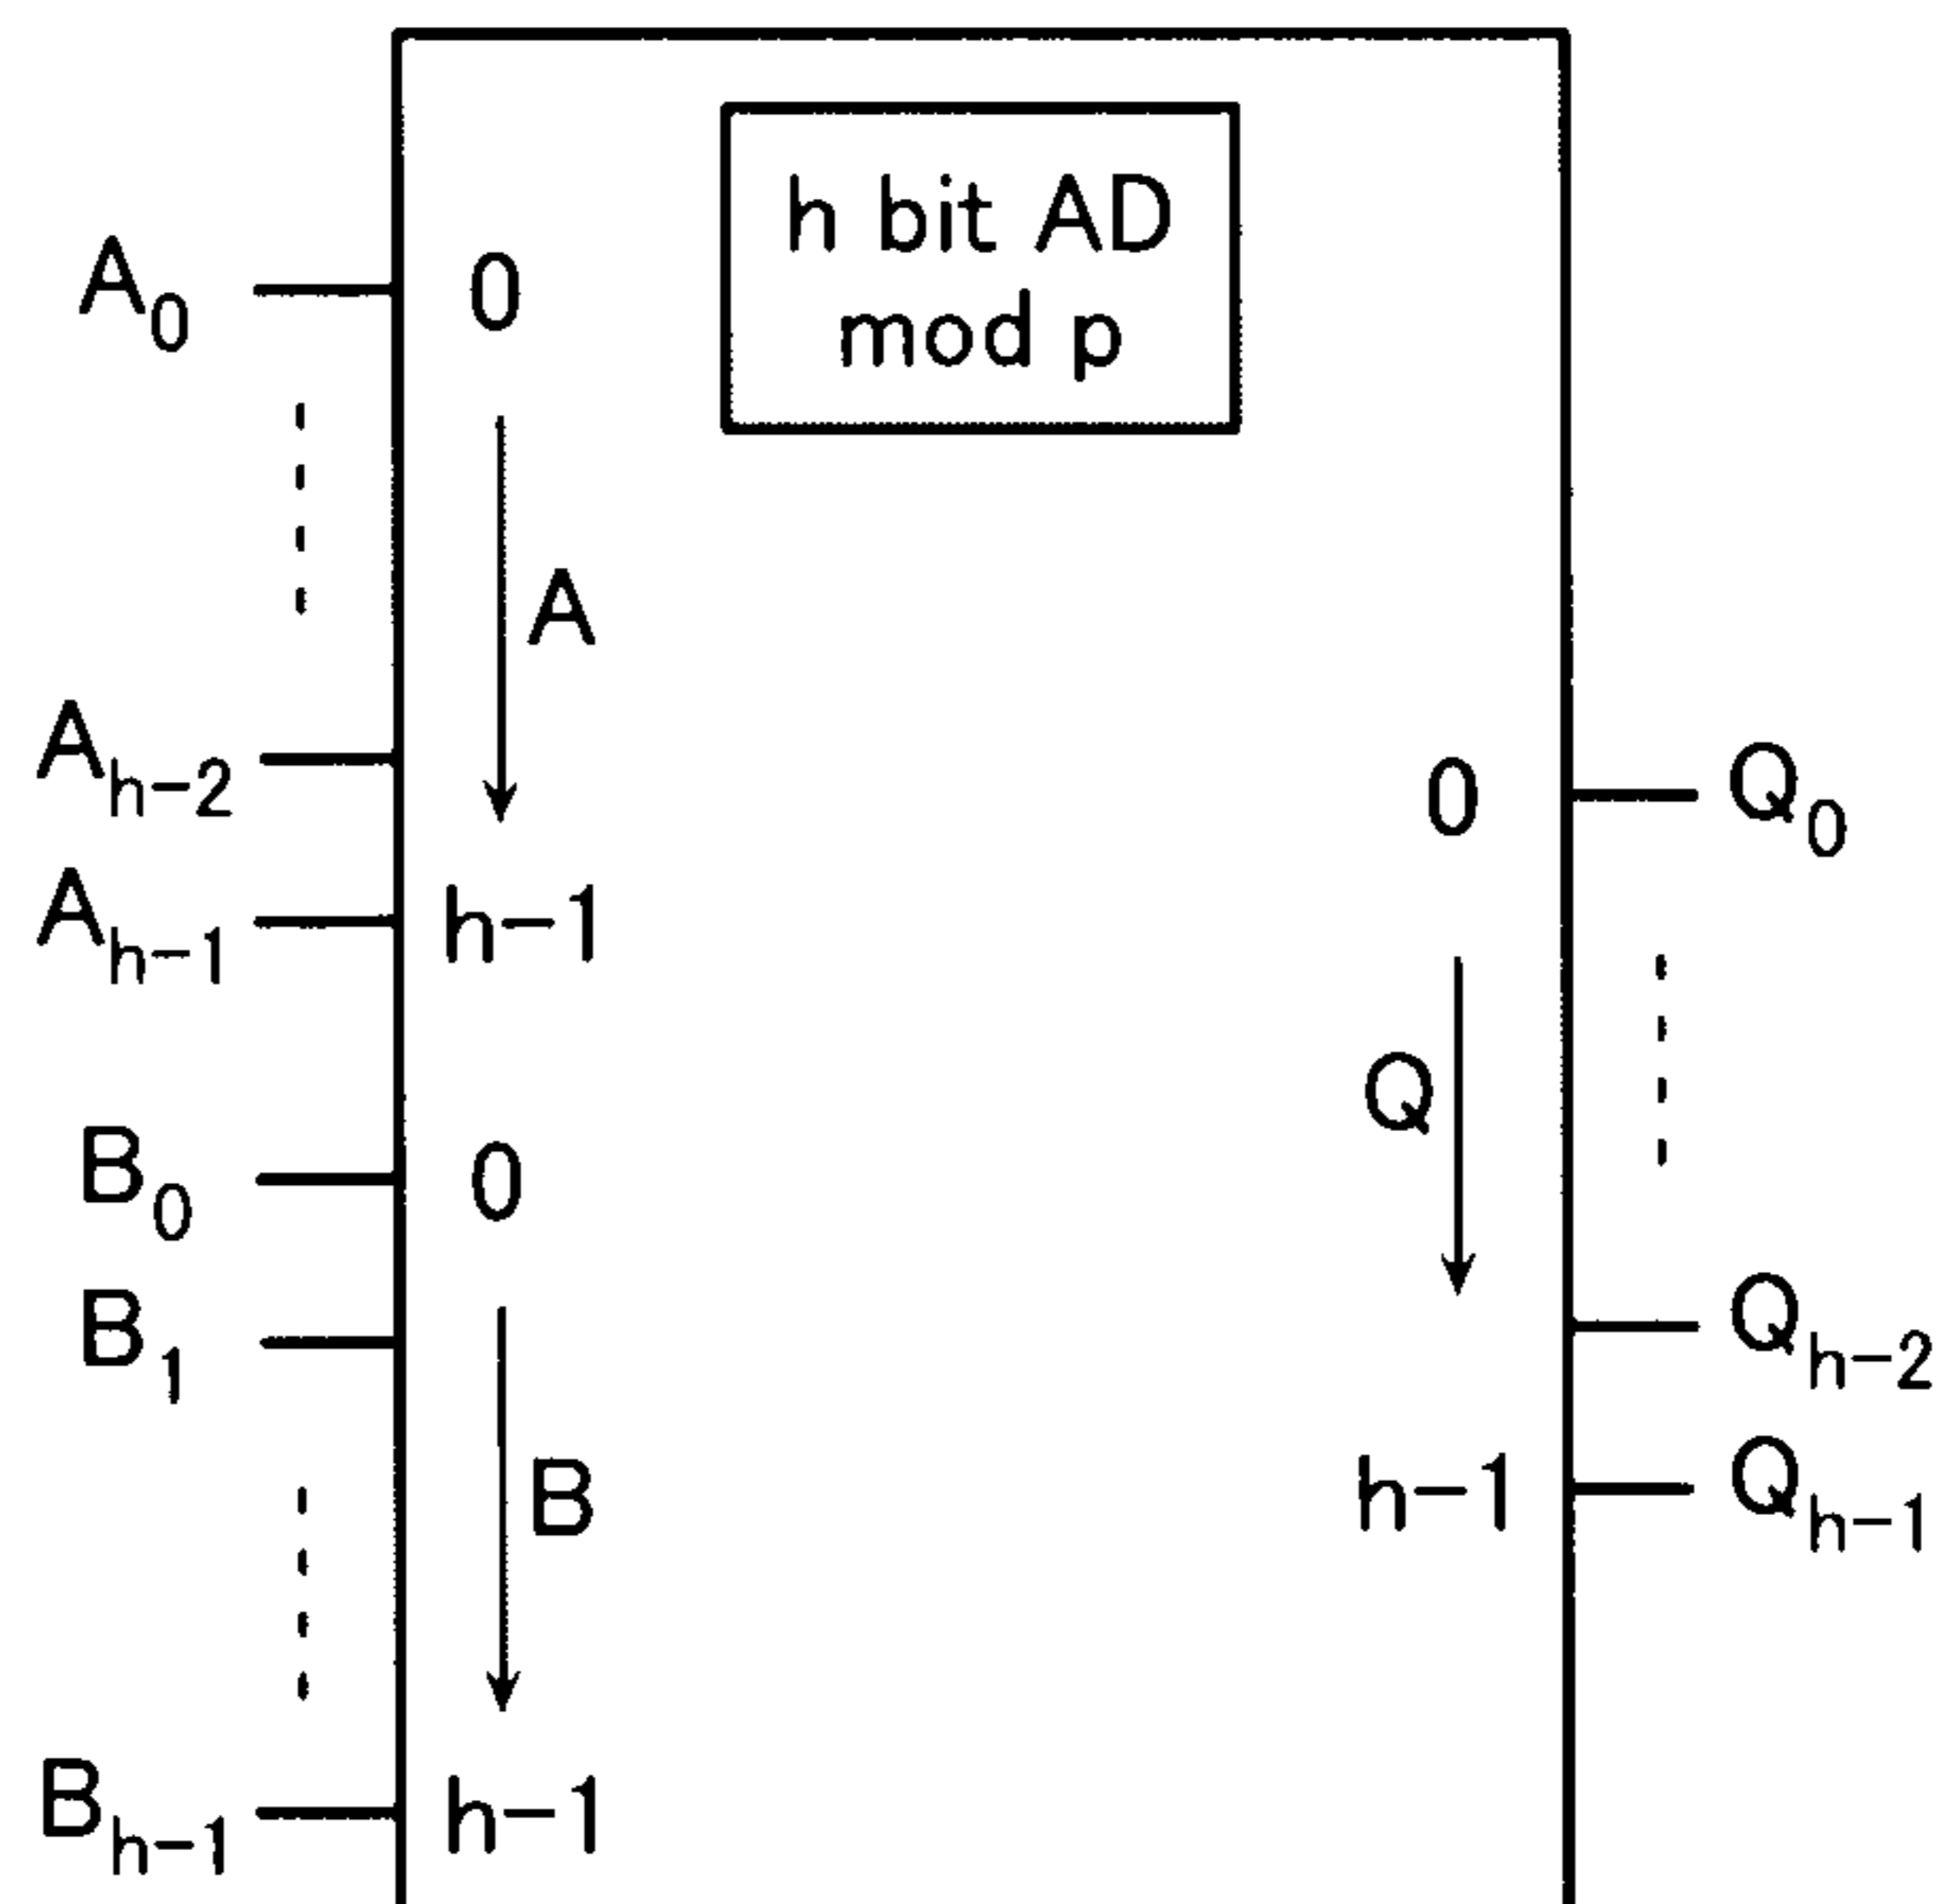 h bit AD
mod p
A₀ 0
A
Aₕ₋₂
Aₕ₋₁ h-1
0 Q₀
B₀ 0
Q
B₁
Qₕ₋₂
B
h-1 Qₕ₋₁
Bₕ₋₁ h-1